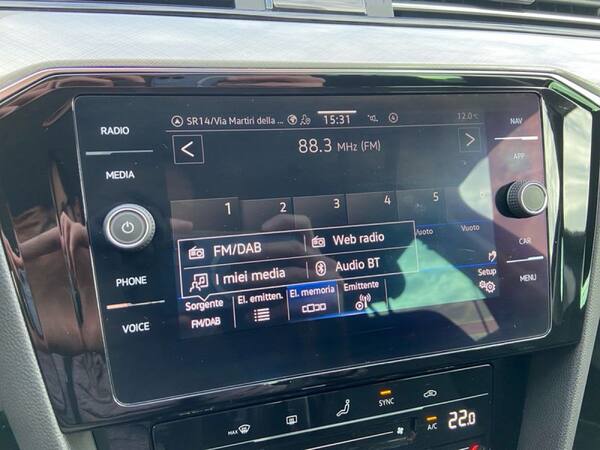 RADIO
MEDIA
PHONE
VOICE
SR14/Via Martiri della ...
15:31
12.0°C
88.3 MHz (FM)
1 2 3 4 5
Vuoto Vuoto
FM/DAB
Web radio
I miei media
Audio BT
Sorgente
FM/DAB
El. emitten.
El. memoria
Emittente
Setup
NAV
APP
CAR
MENU
MAX
SYNC
A/C
22.0